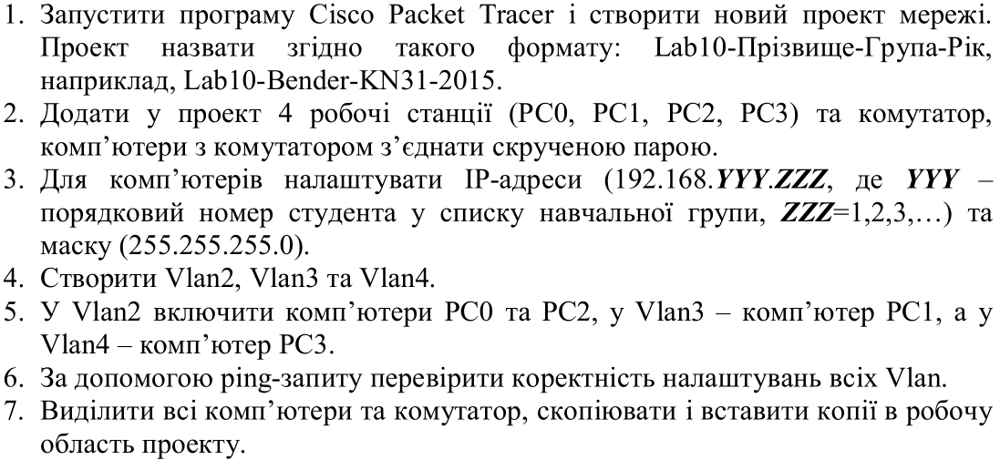 1. Запустити програму Cisco Packet Tracer і створити новий проект мережі.
Проект назвати згідно такого формату: Lab10-Прізвище-Група-Рік,
наприклад, Lab10-Bender-KN31-2015.
2. Додати у проект 4 робочі станції (PC0, PC1, PC2, PC3) та комутатор,
комп’ютери з комутатором з’єднати скрученою парою.
3. Для комп’ютерів налаштувати IP-адреси (192.168.YYY.ZZZ, де YYY –
порядковий номер студента у списку навчальної групи, ZZZ=1,2,3,…) та
маску (255.255.255.0).
4. Створити Vlan2, Vlan3 та Vlan4.
5. У Vlan2 включити комп’ютери PC0 та PC2, у Vlan3 – комп’ютер PC1, а у
Vlan4 – комп’ютер PC3.
6. За допомогою ping-запиту перевірити коректність налаштувань всіх Vlan.
7. Виділити всі комп’ютери та комутатор, скопіювати і вставити копії в робочу
область проекту.